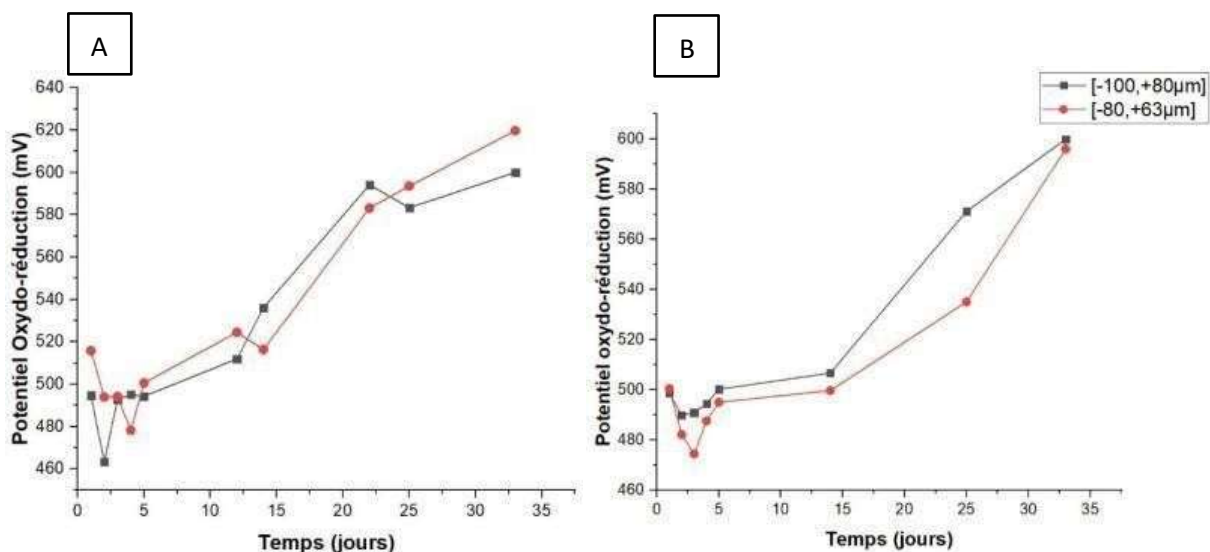 A
B
640
620
600
580
560
540
520
500
480
460
0 5 10 15 20 25 30 35
Potentiel Oxydo-réduction (mV)
Temps (jours)
[-100,+80µm]
[-80,+63µm]
600
580
560
540
520
500
480
460
0 5 10 15 20 25 30 35
Potentiel oxydo-réduction (mV)
Temps (jours)